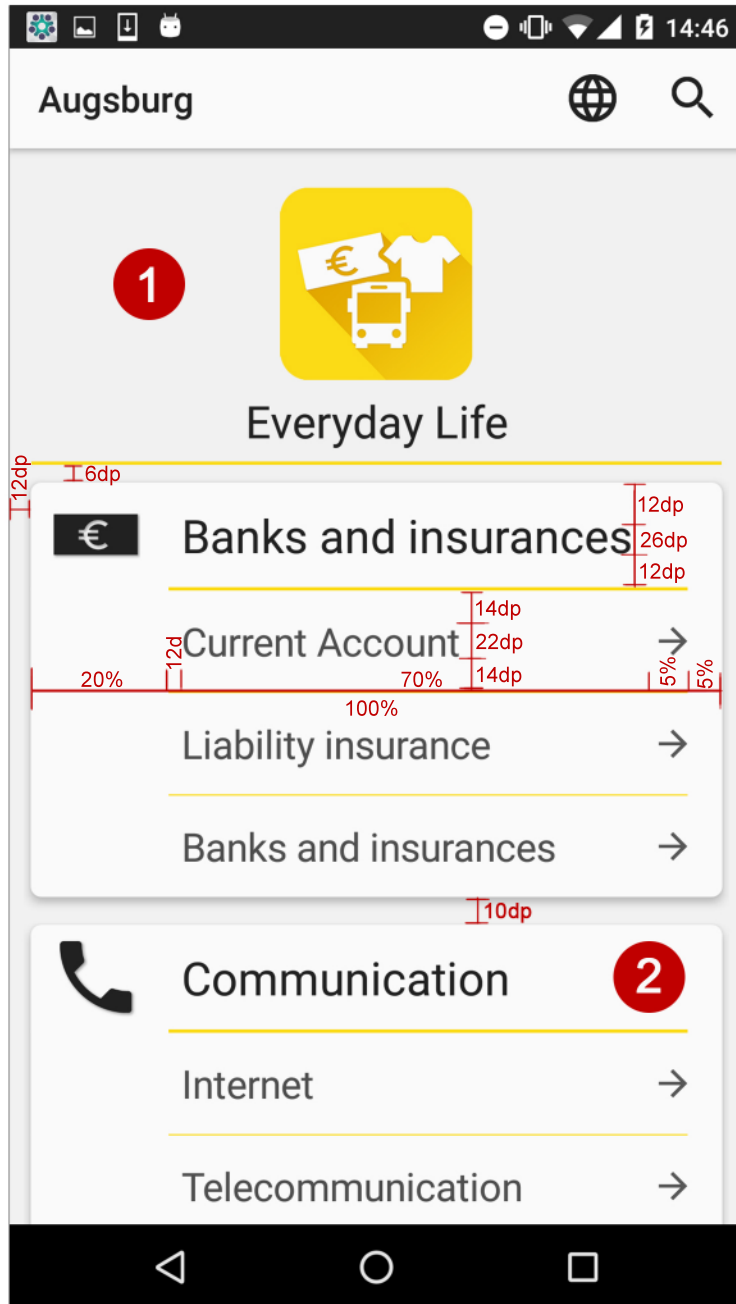 14:46
Augsburg
1
€
Everyday Life
12dp
6dp
€
Banks and insurances
12dp
26dp
12dp
14dp
12d
Current Account
22dp
20%
70%
14dp
5%
5%
100%
Liability insurance
Banks and insurances
10dp
Communication
2
Internet
Telecommunication